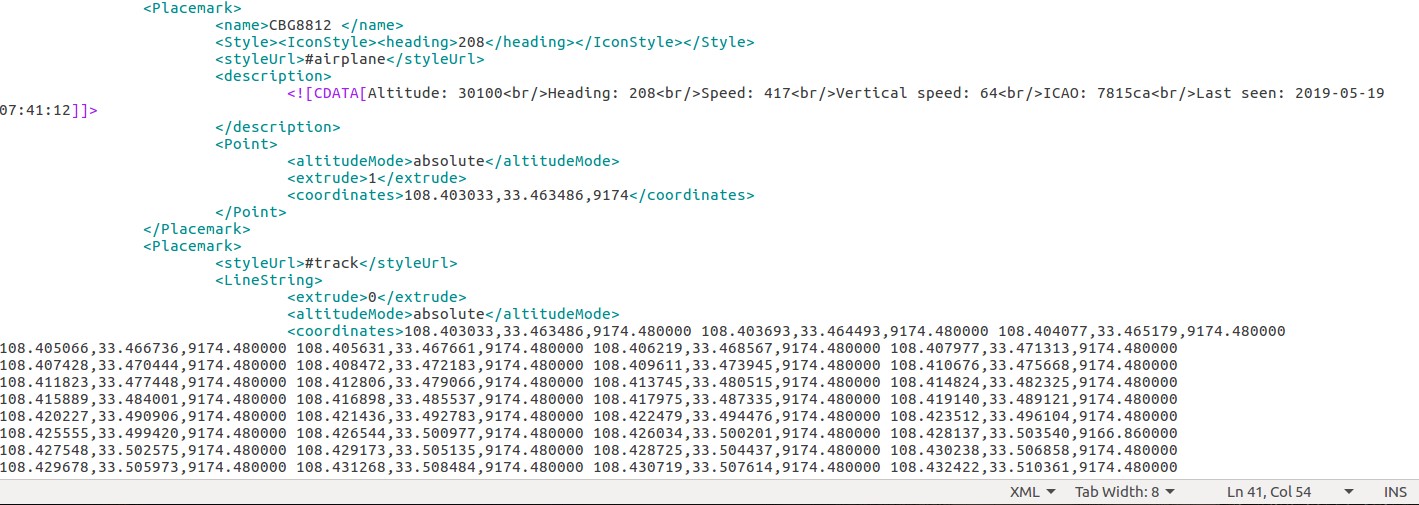 <Placemark>
<name>CBG8812 </name>
<Style><IconStyle><heading>208</heading></IconStyle></Style>
<styleUrl>#airplane</styleUrl>
<description>
<![CDATA[Altitude: 30100<br/>Heading: 208<br/>Speed: 417<br/>Vertical speed: 64<br/>ICAO: 7815ca<br/>Last seen: 2019-05-19
07:41:12]]>
</description>
<Point>
<altitudeMode>absolute</altitudeMode>
<extrude>1</extrude>
<coordinates>108.403033,33.463486,9174</coordinates>
</Point>
</Placemark>
<Placemark>
<styleUrl>#track</styleUrl>
<LineString>
<extrude>0</extrude>
<altitudeMode>absolute</altitudeMode>
<coordinates>108.403033,33.463486,9174.480000 108.403693,33.464493,9174.480000 108.404077,33.465179,9174.480000
108.405066,33.466736,9174.480000 108.405631,33.467661,9174.480000 108.406219,33.468567,9174.480000 108.407977,33.471313,9174.480000
108.407428,33.470444,9174.480000 108.408472,33.472183,9174.480000 108.409611,33.473945,9174.480000 108.410676,33.475668,9174.480000
108.411823,33.477448,9174.480000 108.412806,33.479066,9174.480000 108.413745,33.480515,9174.480000 108.414824,33.482325,9174.480000
108.415889,33.484001,9174.480000 108.416898,33.485537,9174.480000 108.417975,33.487335,9174.480000 108.419140,33.489121,9174.480000
108.420227,33.490906,9174.480000 108.421436,33.492783,9174.480000 108.422479,33.494476,9174.480000 108.423512,33.496104,9174.480000
108.425555,33.499420,9174.480000 108.426544,33.500977,9174.480000 108.426034,33.500201,9174.480000 108.428137,33.503540,9166.860000
108.427548,33.502575,9174.480000 108.429173,33.505135,9174.480000 108.428725,33.504437,9174.480000 108.430238,33.506858,9174.480000
108.429678,33.505973,9174.480000 108.431268,33.508484,9174.480000 108.430719,33.507614,9174.480000 108.432422,33.510361,9174.480000
XML Tab Width: 8 Ln 41, Col 54 INS